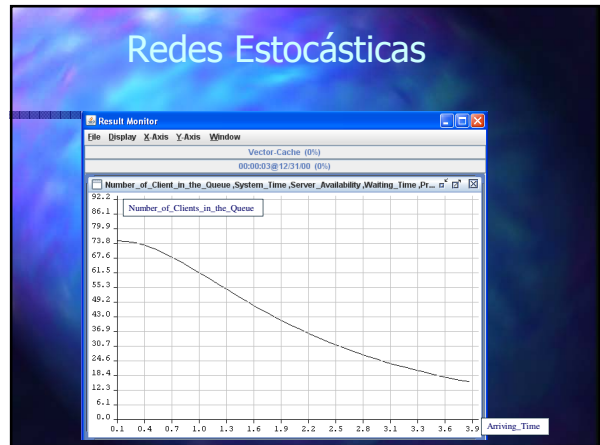 Redes Estocásticas
Result Monitor
File Display X-Axis Y-Axis Window
Vector-Cache (0%)
00:00:03@12/31/00 (0%)
Number_of_Client_in_the_Queue ,System_Time ,Server_Availability ,Waiting_Time ,Pr...
Number_of_Clients_in_the_Queue
92.2
86.1
79.9
73.8
67.6
61.5
55.3
49.2
43.0
36.9
30.7
24.6
18.4
12.3
6.1
0.0
0.1 0.4 0.7 1.0 1.3 1.6 1.9 2.2 2.5 2.8 3.1 3.3 3.6 3.9
Arriving_Time